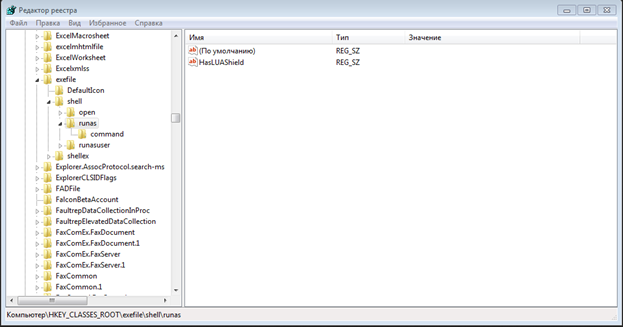 Редактор реестра
Файл Правка Вид Избранное Справка
ExcelMacrosheet
excelmhtmlfile
ExcelWorksheet
Excelxmlss
exefile
DefaultIcon
shell
open
runas
command
runasuser
shellex
Explorer.AssocProtocol.search-ms
ExplorerCLSIDFlags
FADFile
FalconBetaAccount
FaultrepDataCollectionInProc
FaultrepElevatedDataCollection
FaxComEx.FaxDocument
FaxComEx.FaxDocument.1
FaxComEx.FaxServer
FaxComEx.FaxServer.1
FaxCommon
FaxCommon.1
Имя Тип Значение
ab (По умолчанию) REG_SZ
ab HasLUAShield REG_SZ
Компьютер\HKEY_CLASSES_ROOT\exefile\shell\runas